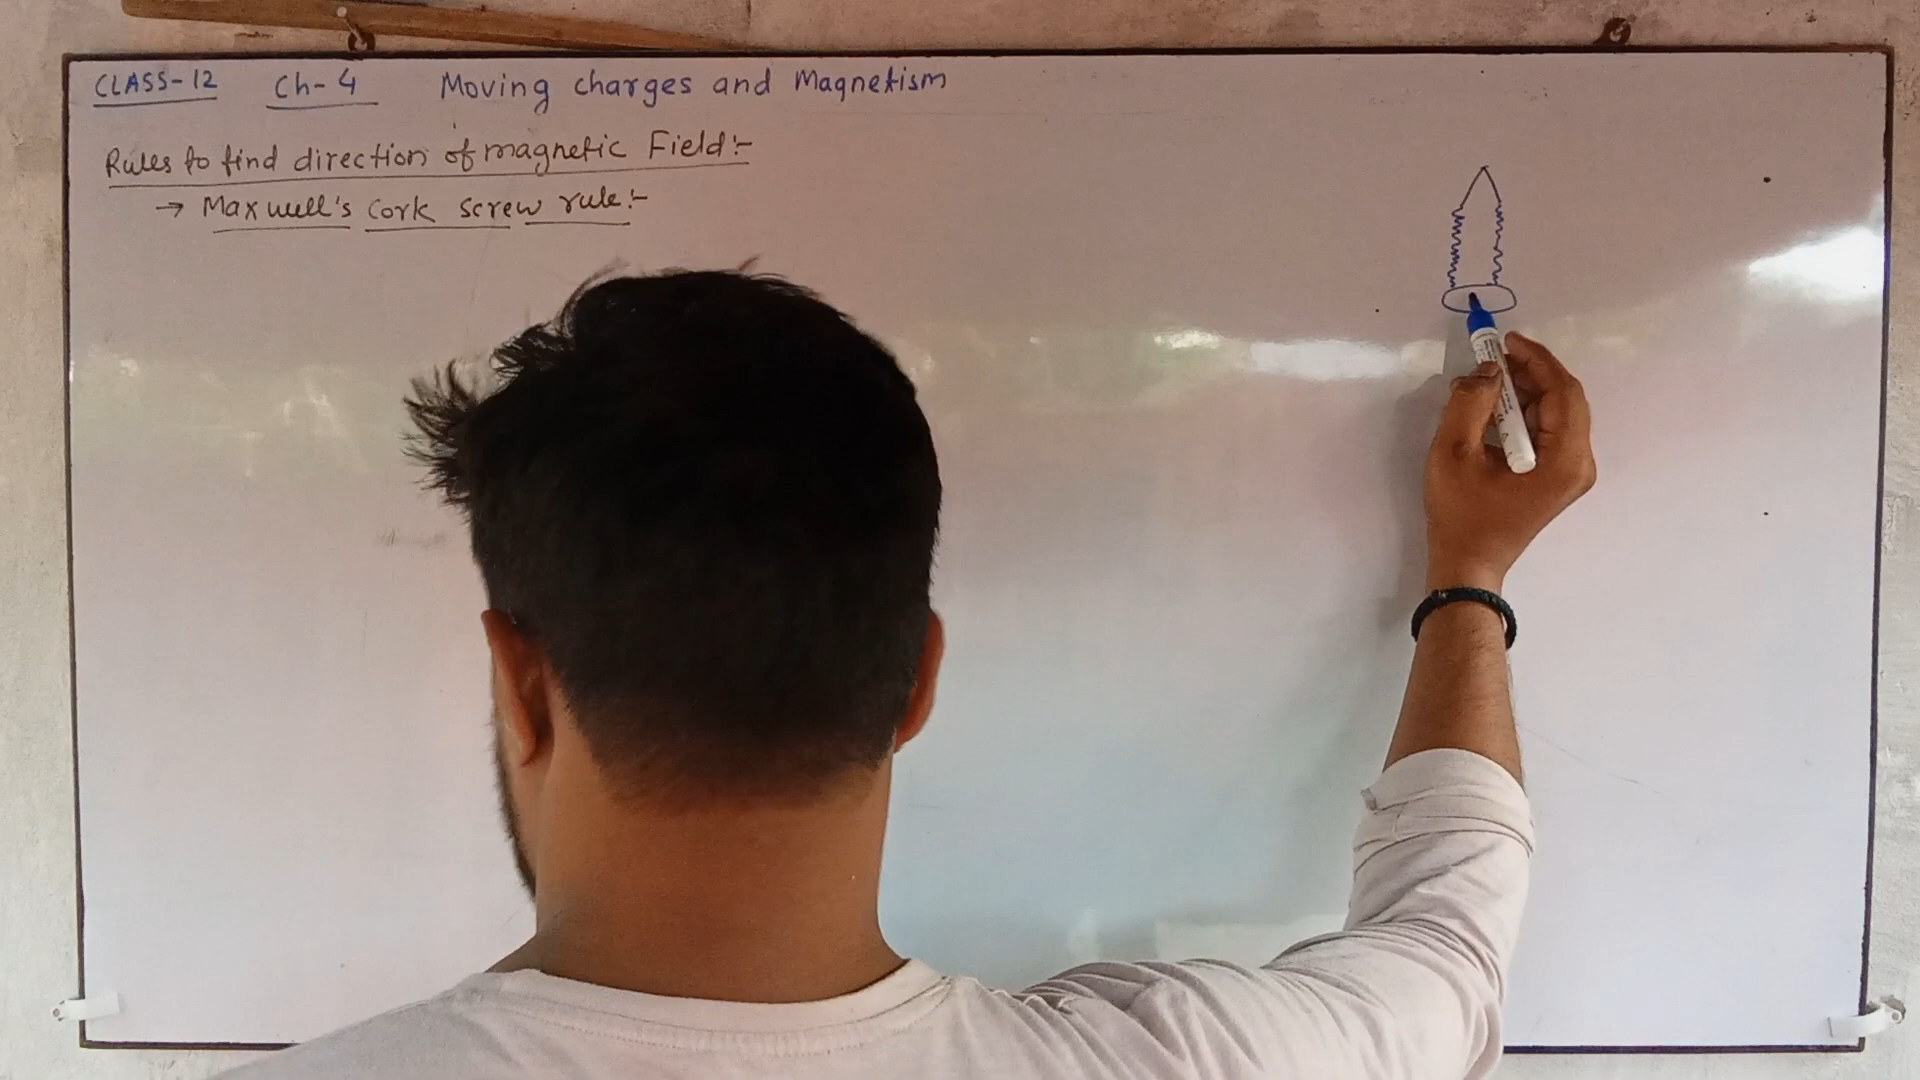 CLASS-12 Ch-4 Moving charges and Magnetism
Rules to find direction of magnetic Field:-
→ Maxwell's cork screw rule:-